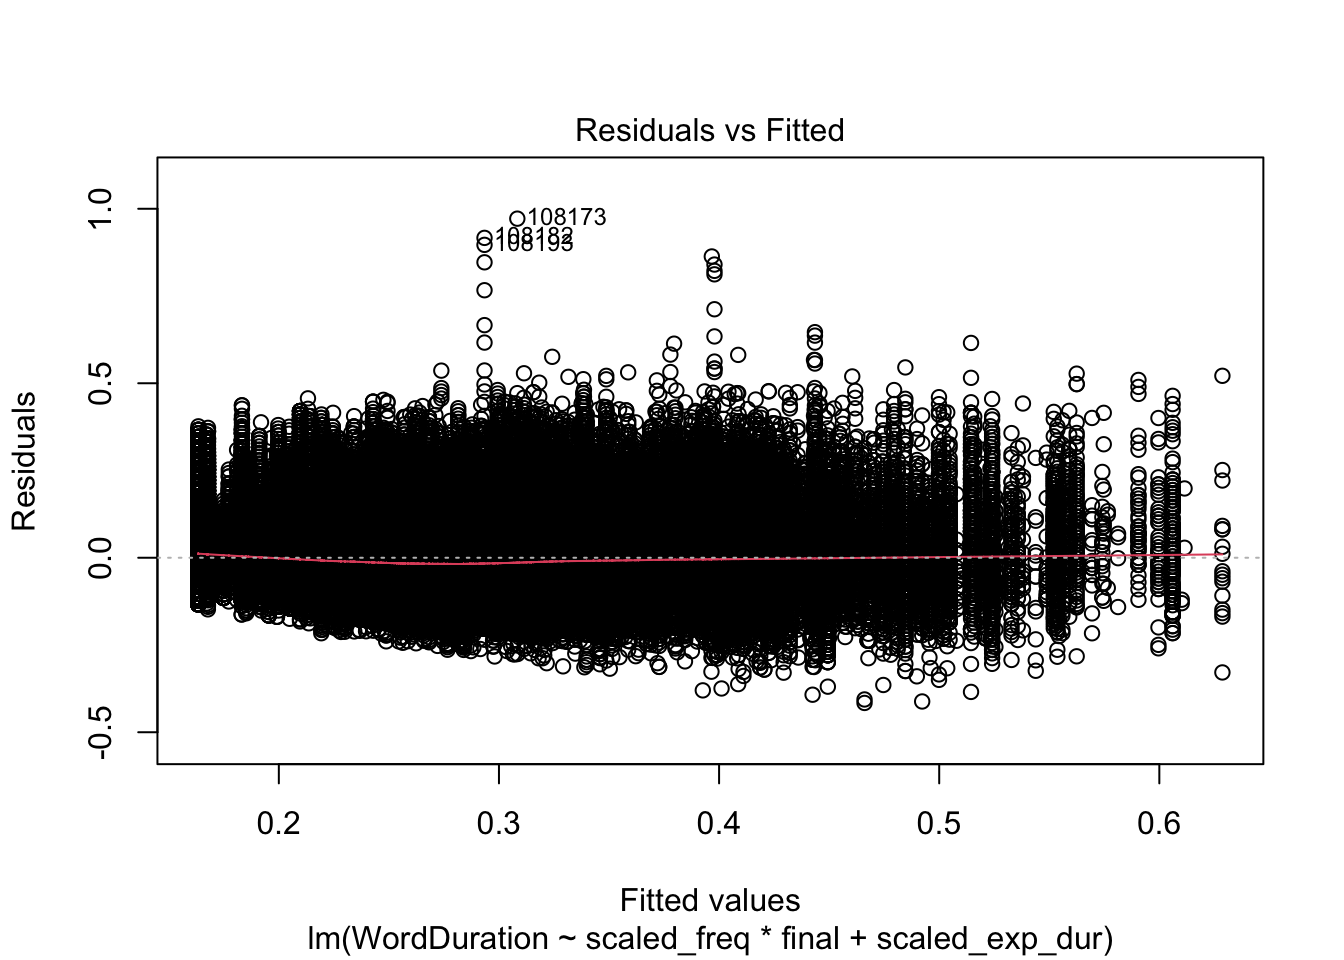 Residuals vs Fitted
Residuals
1.0
0.5
0.0
-0.5
108173
108182
108193
0.2 0.3 0.4 0.5 0.6
Fitted values
lm(WordDuration ~ scaled_freq * final + scaled_exp_dur)